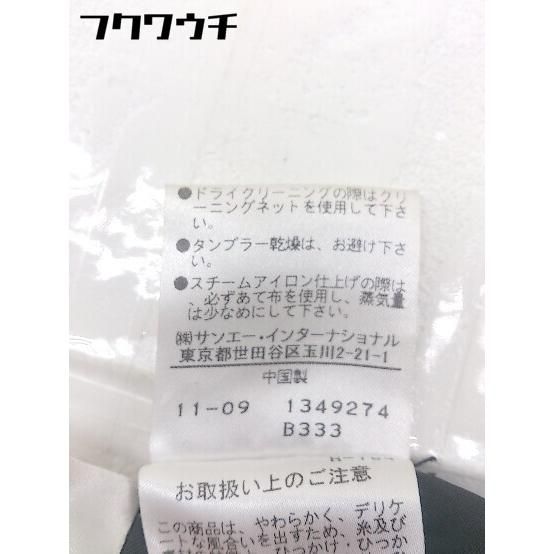 フクワウチ
●ドライクリーニングの際はクリ
ーニングネットを使用して下さ
い。
●タンブラー乾燥は、お避け下さ
い。
●スチームアイロン仕上げの際は
、必ずあて布を使用し、蒸気量
は少なめにして下さい。
㈱サンエー・インターナショナル
東京都世田谷区玉川2-21-1
中国製
11-09 1349274
B333
お取扱い上のご注意
この商品は、やわらかく、デリケ
ートな風合いを出すため、糸及び
ひっかけ・ひっか